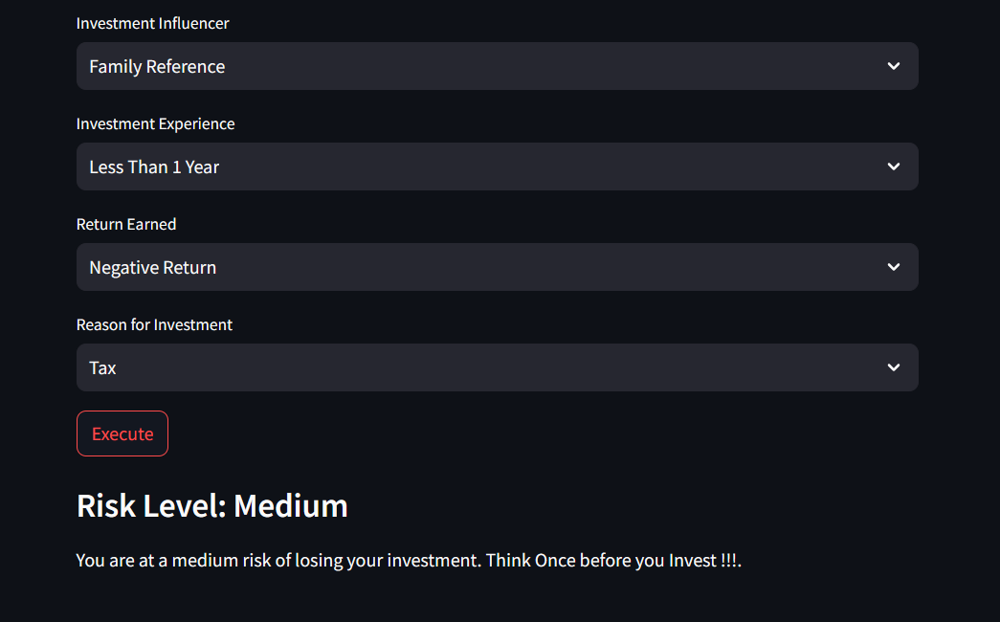 Investment Influencer
Family Reference
Investment Experience
Less Than 1 Year
Return Earned
Negative Return
Reason for Investment
Tax
Execute
Risk Level: Medium
You are at a medium risk of losing your investment. Think Once before you Invest !!!.